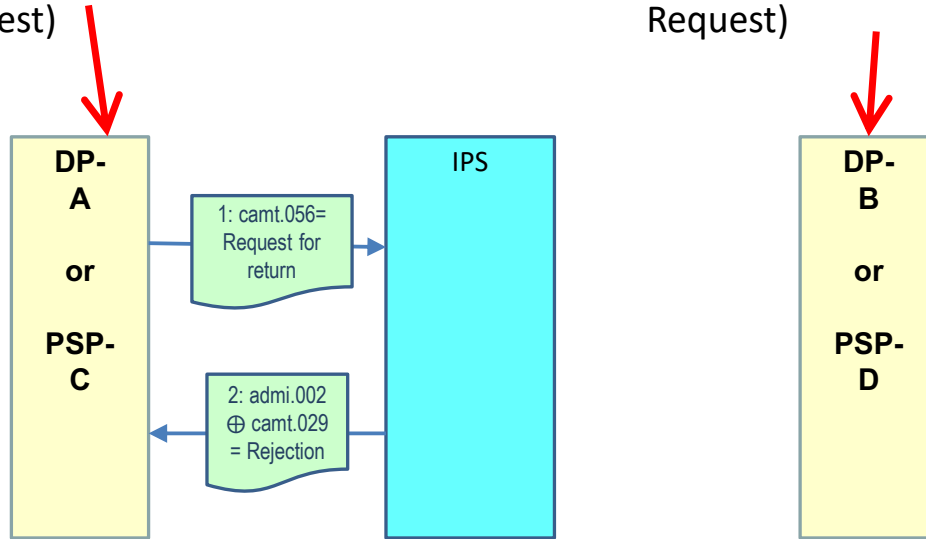 est)
Request)
DP-
A
or
PSP-
C
1: camt.056=
Request for
return
2: admi.002
⊕ camt.029
= Rejection
IPS
DP-
B
or
PSP-
D